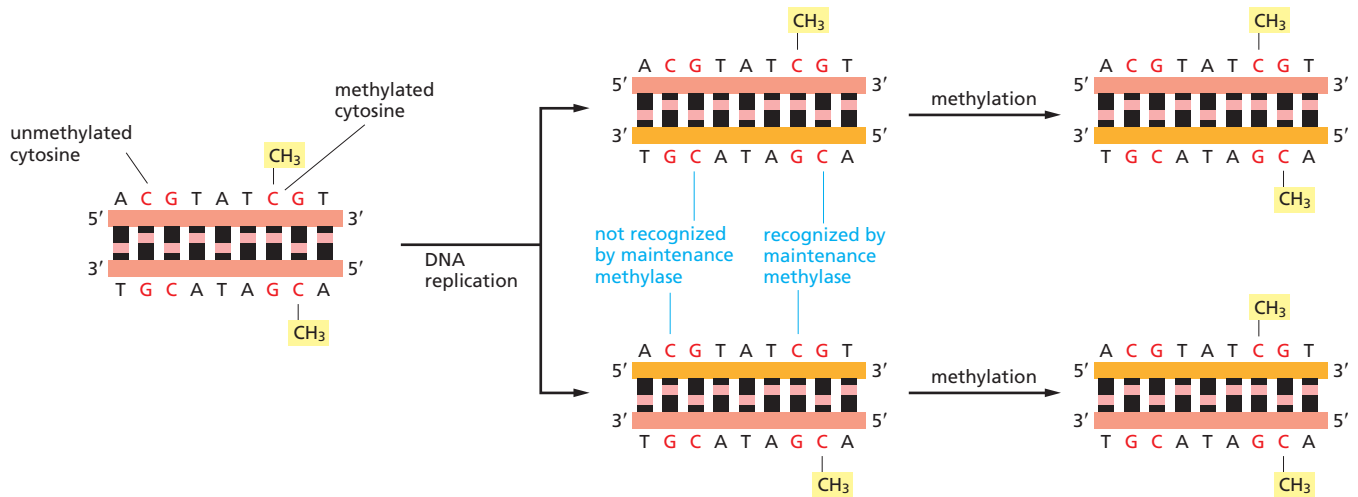 unmethylated
cytosine
methylated
cytosine
CH₃
A C G T A T C G T
5′ 3′
3′ 5′
T G C A T A G C A
CH₃
DNA
replication
CH₃
A C G T A T C G T
5′ 3′
3′ 5′
T G C A T A G C A
methylation
CH₃
A C G T A T C G T
5′ 3′
3′ 5′
T G C A T A G C A
CH₃
not recognized
by maintenance
methylase
recognized by
maintenance
methylase
A C G T A T C G T
5′ 3′
3′ 5′
T G C A T A G C A
CH₃
methylation
CH₃
A C G T A T C G T
5′ 3′
3′ 5′
T G C A T A G C A
CH₃